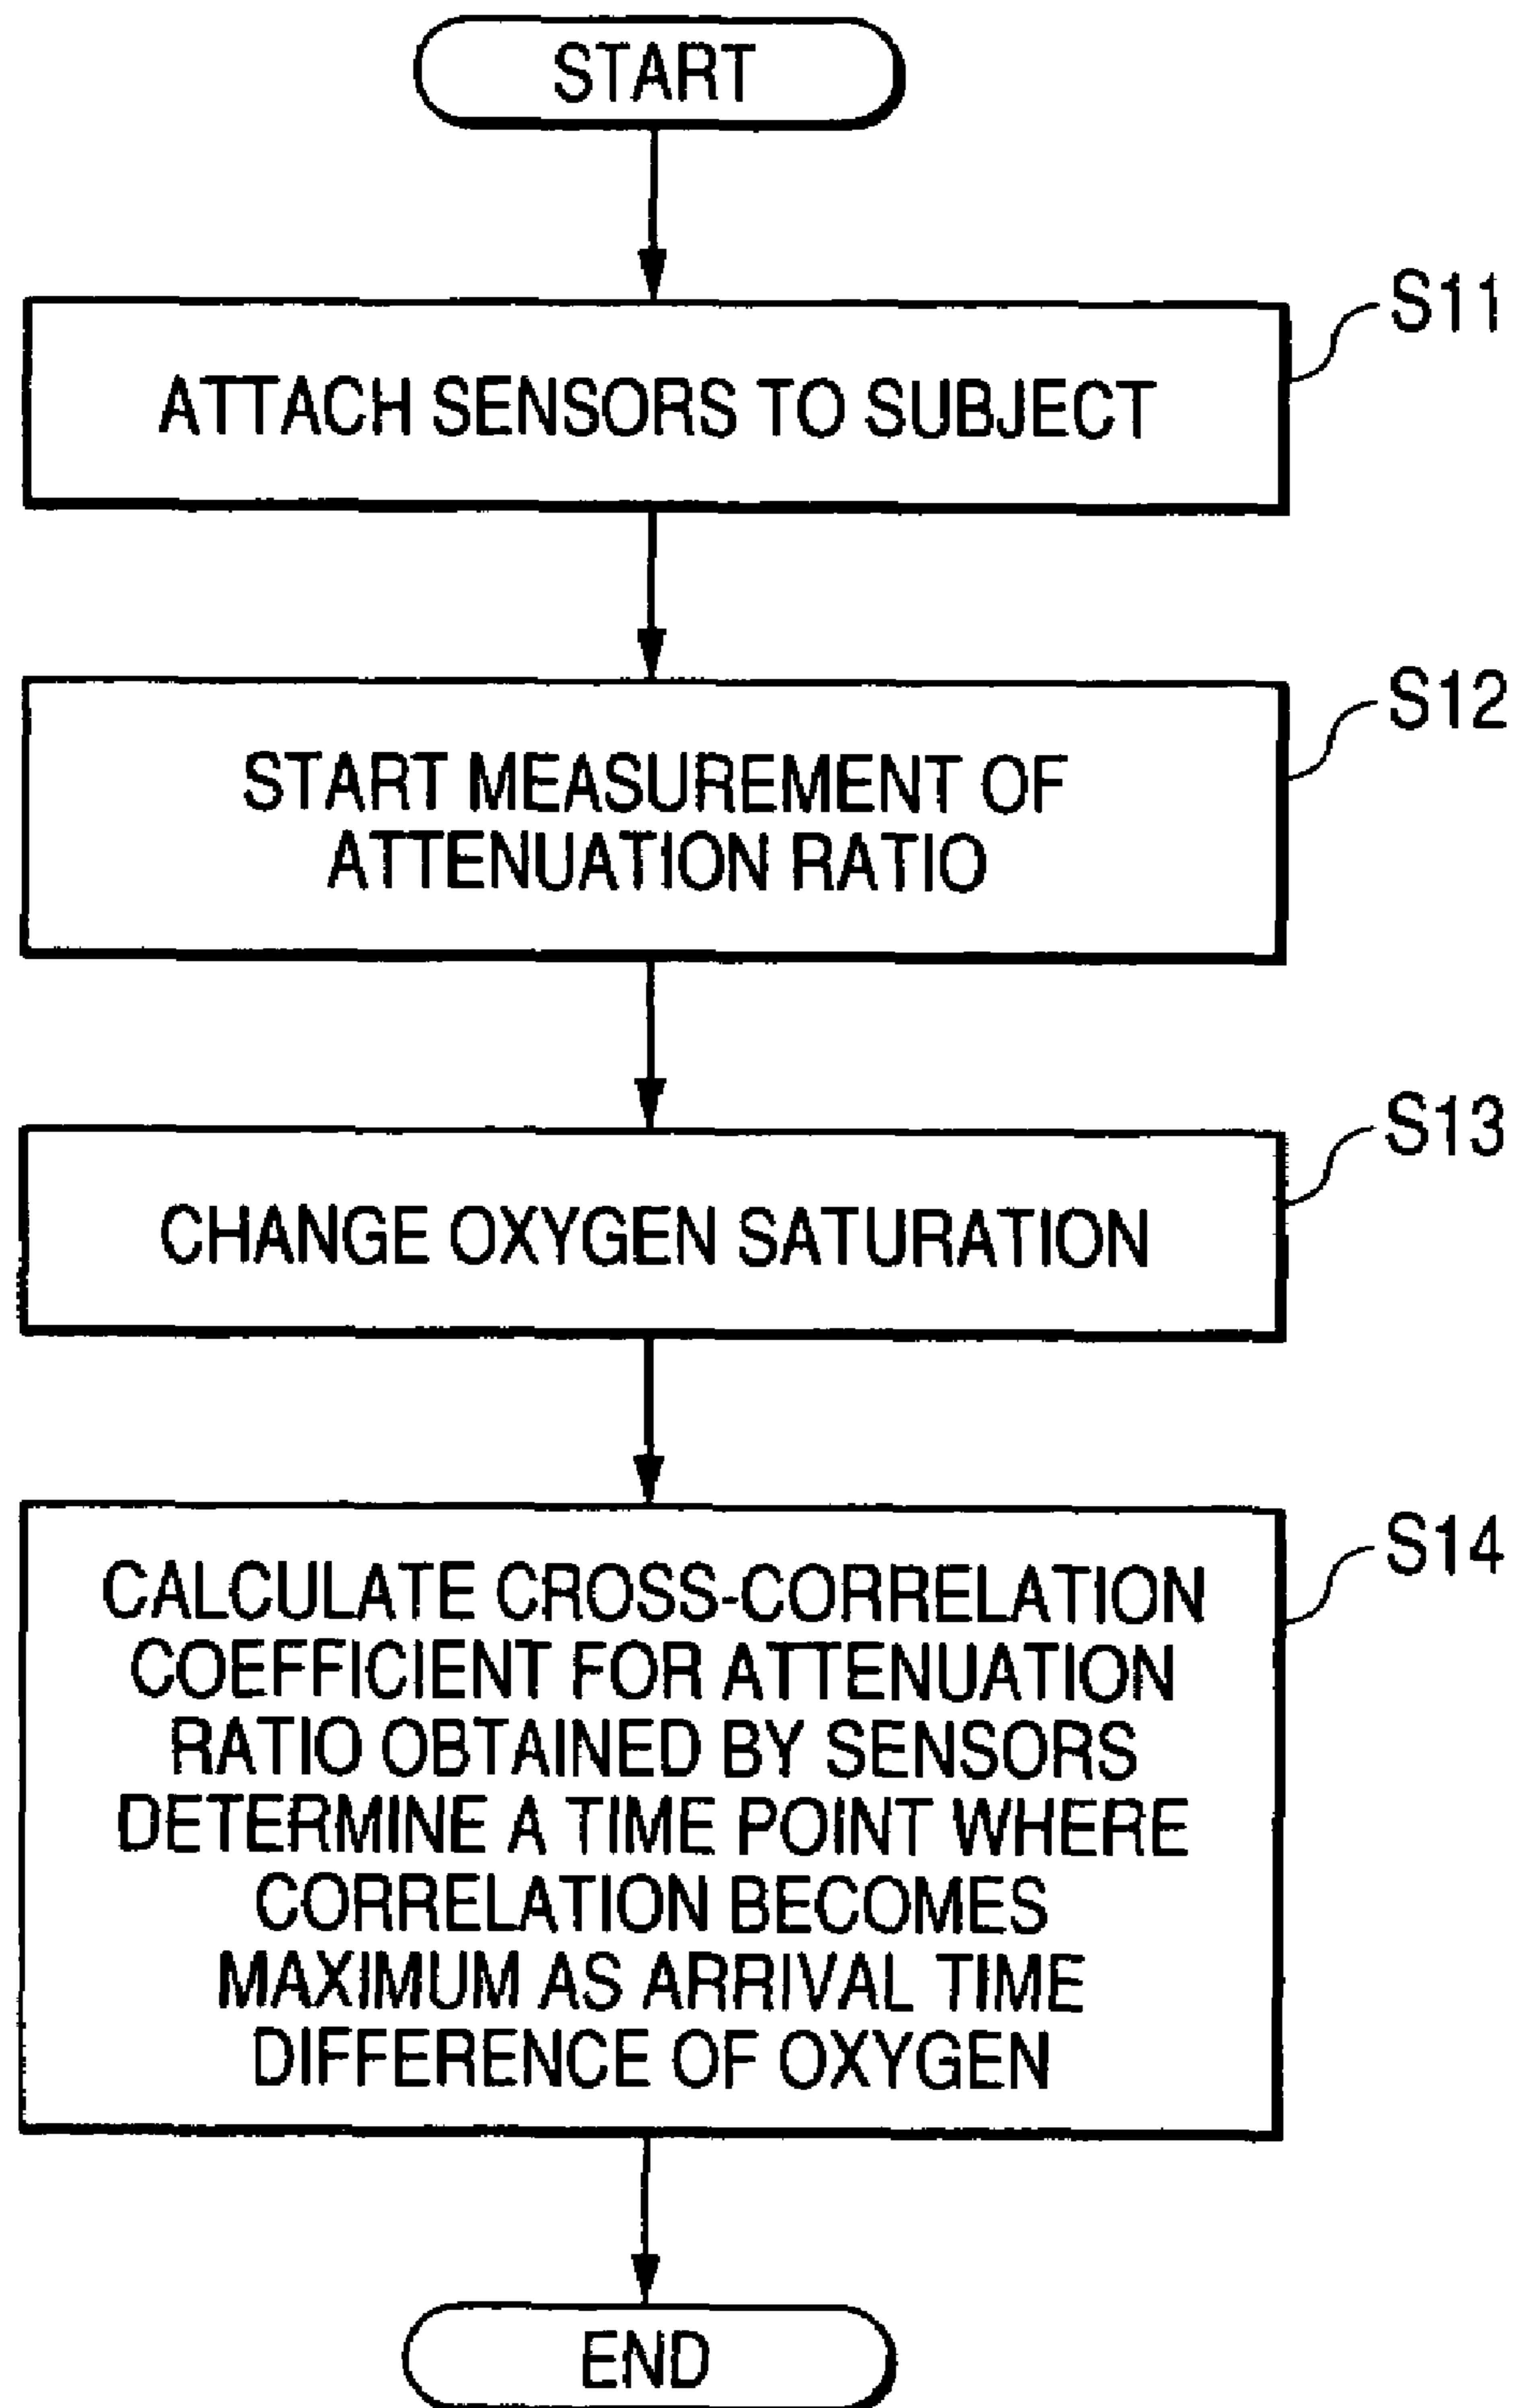 START
S11
ATTACH SENSORS TO SUBJECT
S12
START MEASUREMENT OF
ATTENUATION RATIO
S13
CHANGE OXYGEN SATURATION
S14
CALCULATE CROSS-CORRELATION
COEFFICIENT FOR ATTENUATION
RATIO OBTAINED BY SENSORS
DETERMINE A TIME POINT WHERE
CORRELATION BECOMES
MAXIMUM AS ARRIVAL TIME
DIFFERENCE OF OXYGEN
END